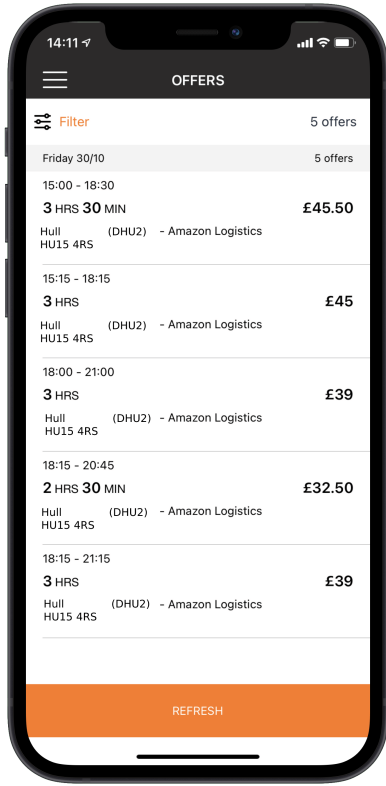 14:11
OFFERS
Filter 5 offers
Friday 30/10 5 offers
15:00 - 18:30
3 HRS 30 MIN £45.50
Hull (DHU2) - Amazon Logistics
HU15 4RS
15:15 - 18:15
3 HRS £45
Hull (DHU2) - Amazon Logistics
HU15 4RS
18:00 - 21:00
3 HRS £39
Hull (DHU2) - Amazon Logistics
HU15 4RS
18:15 - 20:45
2 HRS 30 MIN £32.50
Hull (DHU2) - Amazon Logistics
HU15 4RS
18:15 - 21:15
3 HRS £39
Hull (DHU2) - Amazon Logistics
HU15 4RS
REFRESH